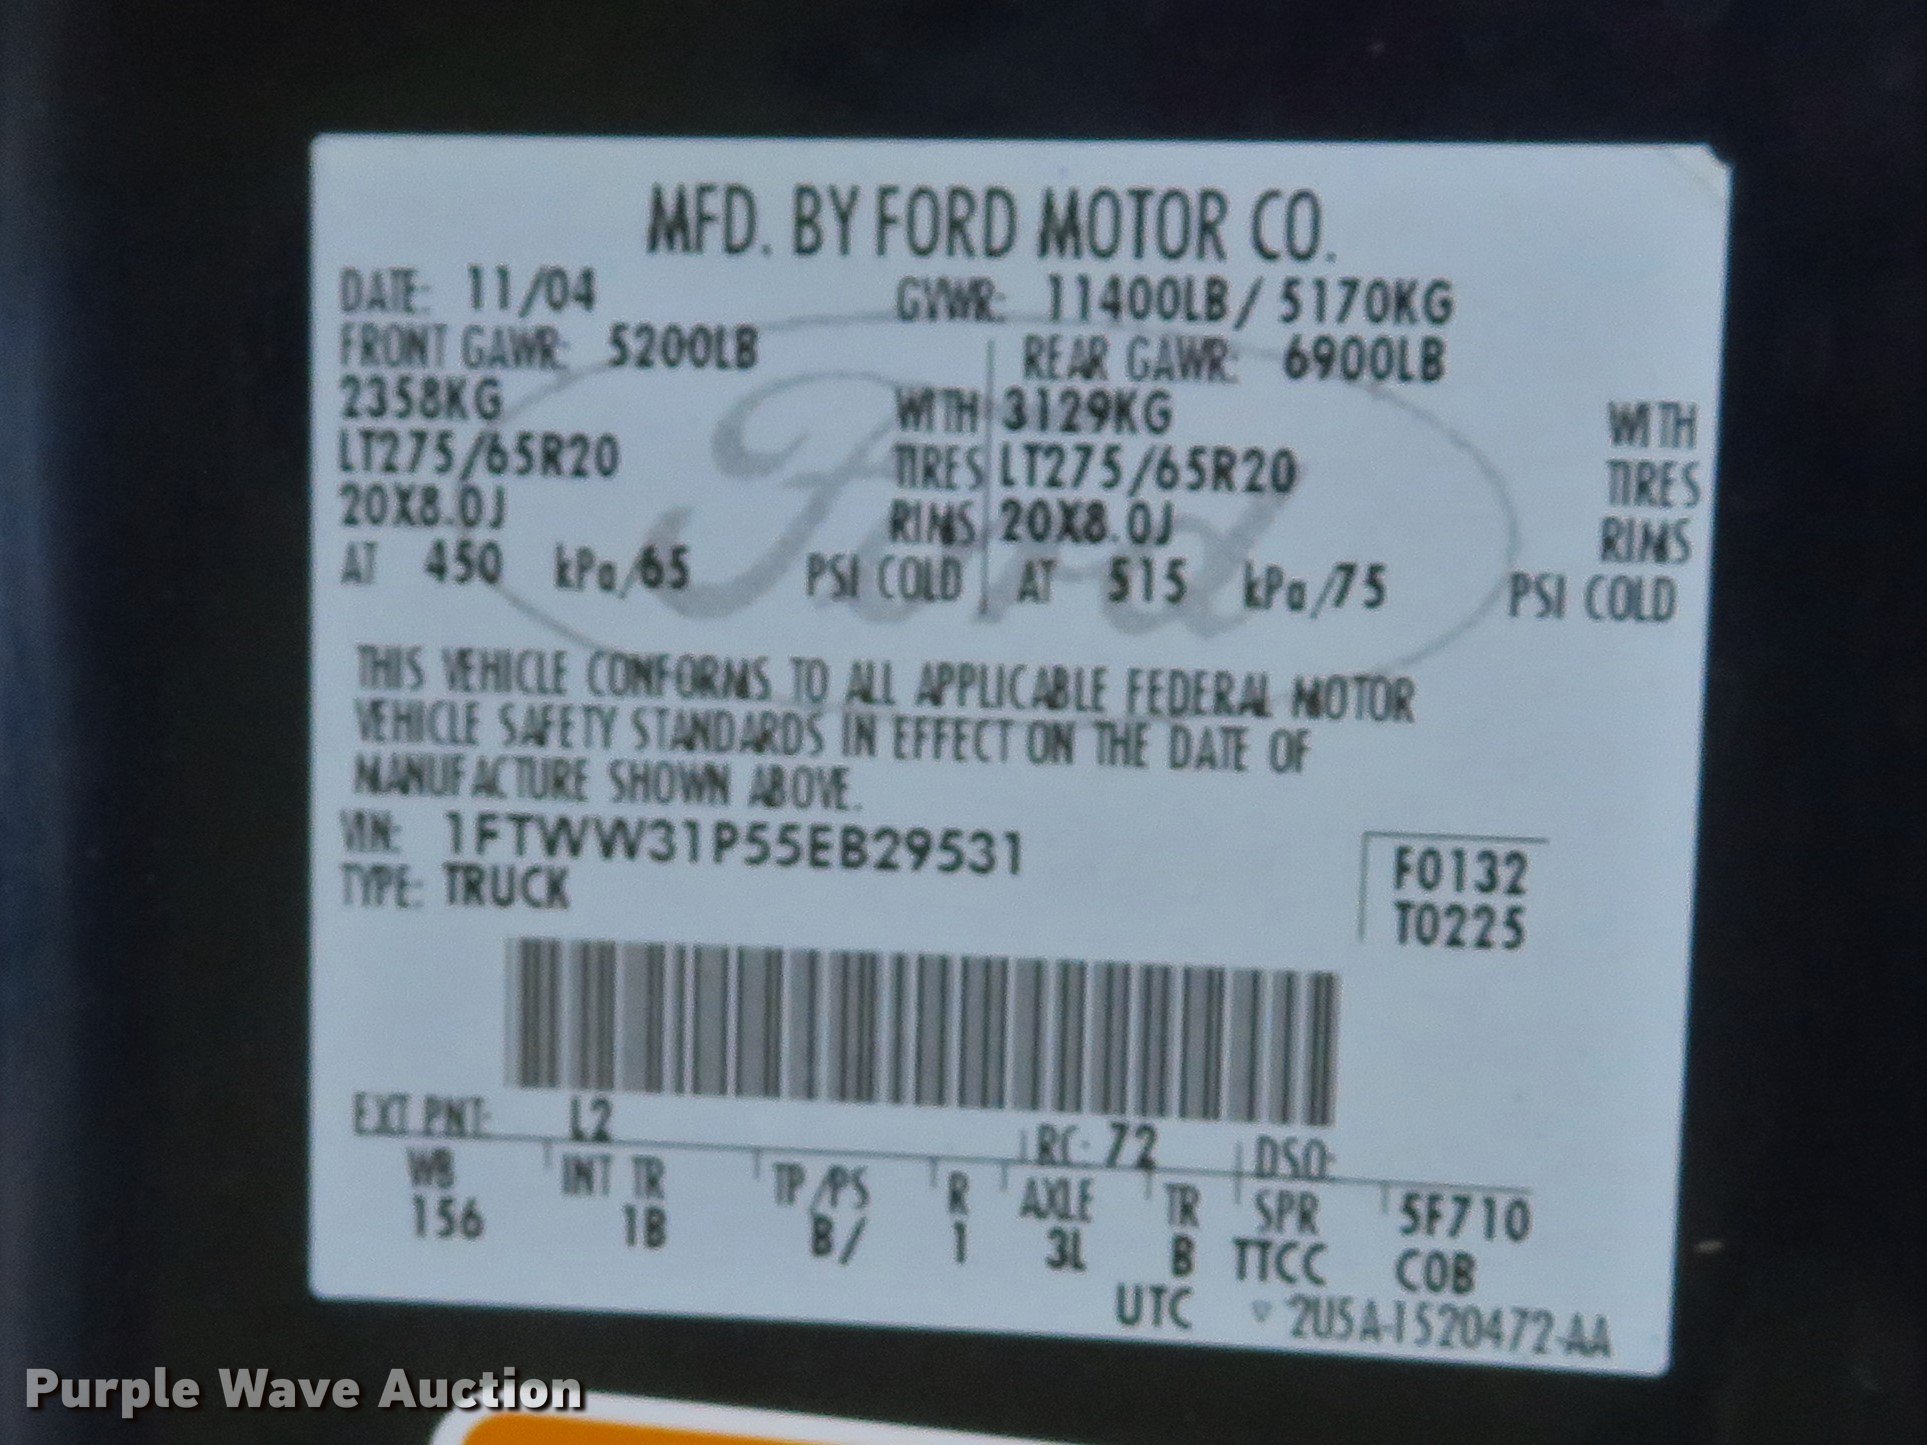 MFD. BY FORD MOTOR CO.
DATE: 11/04 GVWR: 11400LB/ 5170KG
FRONT GAWR: 5200LB REAR GAWR: 6900LB
2358KG WITH 3129KG WITH
LT275/65R20 TIRES LT275/65R20 TIRES
20X8.0J RIMS 20X8.0J RIMS
AT 450 kPa/65 PSI COLD AT 515 kPa/75 PSI COLD
Ford
THIS VEHICLE CONFORMS TO ALL APPLICABLE FEDERAL MOTOR
VEHICLE SAFETY STANDARDS IN EFFECT ON THE DATE OF
MANUFACTURE SHOWN ABOVE.
VIN: 1FTWW31P55EB29531 F0132
TYPE: TRUCK T0225
EXT PNT: L2 RC: 72 DSO:
WB INT TR TP/PS R AXLE TR SPR 5F710
156 1B B/ 1 3L B TTCC COB
UTC ▽ 2U5A-1520472-AA
Purple Wave Auction